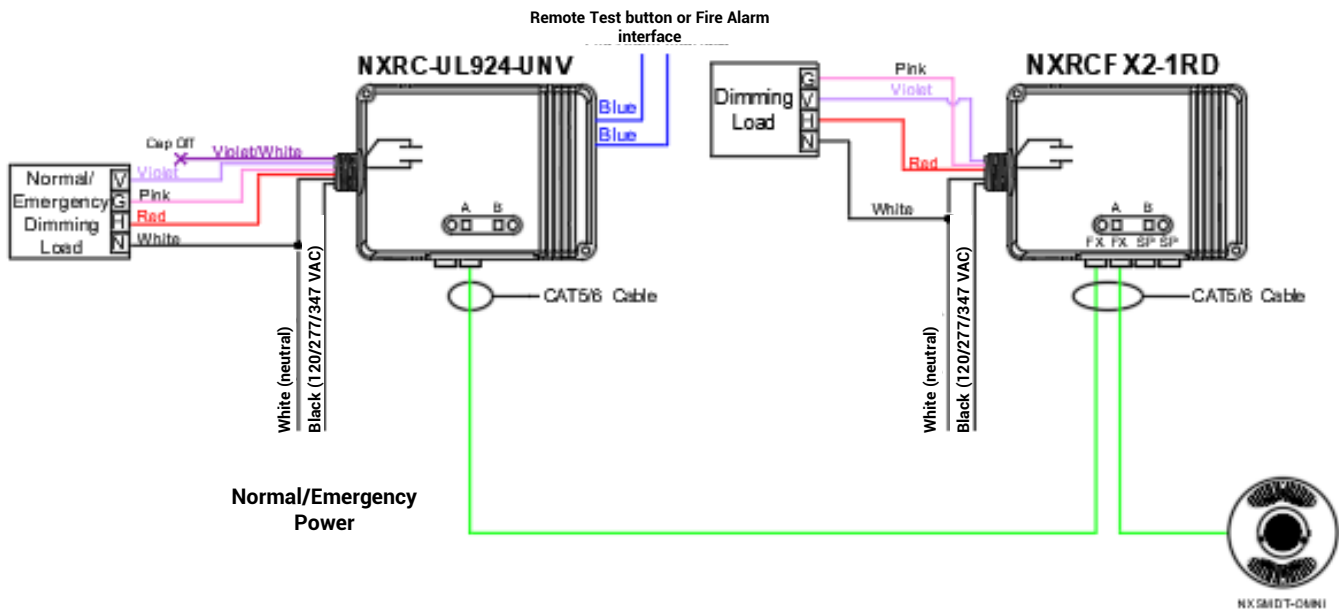 Remote Test button or Fire Alarm
interface
NXRC-UL924-UNV
Blue
Blue
Cap Off
Violet/White
Violet
Pink
Red
White
Normal/
Emergency
Dimming
Load
V
G
H
N
A B
CAT5/6 Cable
White (neutral)
Black (120/277/347 VAC)
Normal/Emergency
Power
NXRCFX2-1RD
Dimming
Load
G
V
H
N
Pink
Violet
Red
White
A B
FX FX SP SP
CAT5/6 Cable
White (neutral)
Black (120/277/347 VAC)
NXSMDT-OMNI